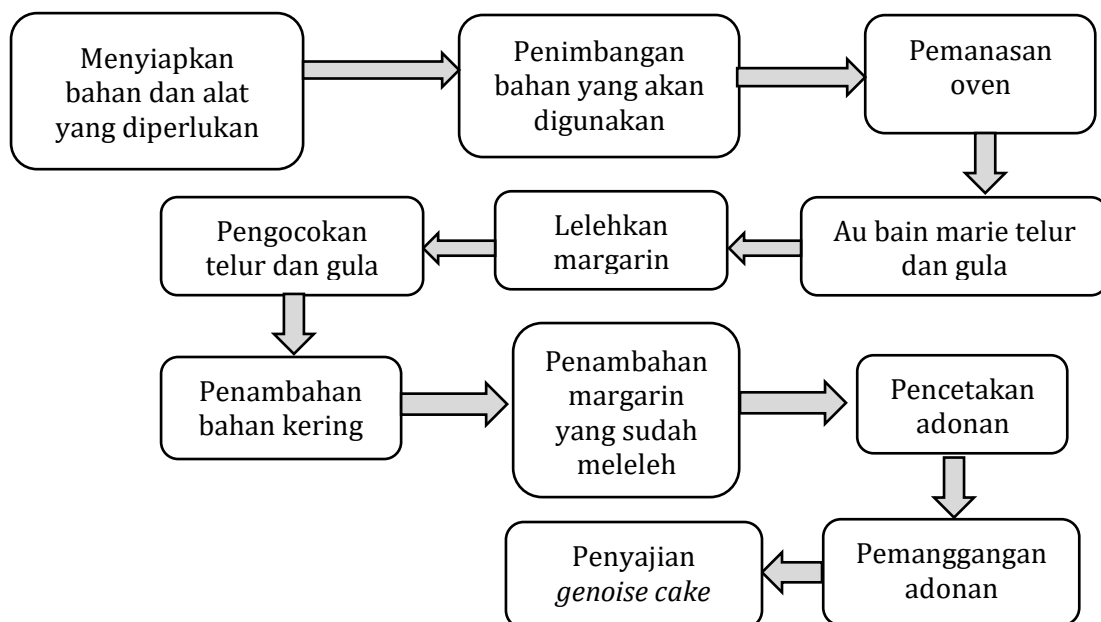 Menyiapkan
bahan dan alat
yang diperlukan
Penimbangan
bahan yang akan
digunakan
Pemanasan
oven
Au bain marie telur
dan gula
Lelehkan
margarin
Pengocokan
telur dan gula
Penambahan
bahan kering
Penambahan
margarin
yang sudah
meleleh
Pencetakan
adonan
Pemanggangan
adonan
Penyajian
genoise cake